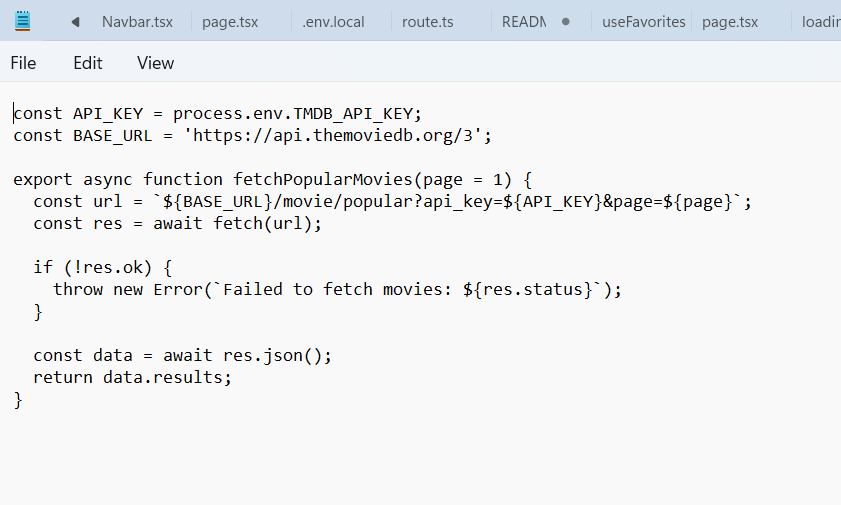 Navbar.tsx page.tsx .env.local route.ts useFavorites page.tsx
File Edit View
const API_KEY = process.env.TMDB_API_KEY;
const BASE_URL = 'https://api.themoviedb.org/3';
export async function fetchPopularMovies(page = 1) {
const url = `${BASE_URL}/movie/popular?api_key=${API_KEY}&page=${page}`;
const res = await fetch(url);
if (!res.ok) {
throw new Error(`Failed to fetch movies: ${res.status}`);
}
const data = await res.json();
return data.results;
}